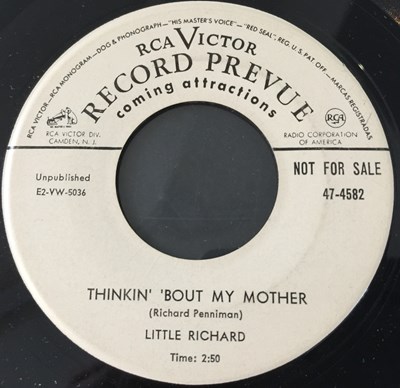 RCA VICTOR—RCA MONOGRAM—DOG & PHONOGRAPH—"HIS MASTER'S VOICE"—"RED SEAL"—REG. U. S. PAT. OFF.—MARCAS REGISTRADAS
RCA VICTOR
RECORD PREVUE
coming attractions
RCA VICTOR DIV.
CAMDEN, N. J.
RCA
RADIO CORPORATION
OF AMERICA
Unpublished
E2-VW-5036
NOT FOR SALE
47-4582
THINKIN' 'BOUT MY MOTHER
(Richard Penniman)
LITTLE RICHARD
Time: 2:50